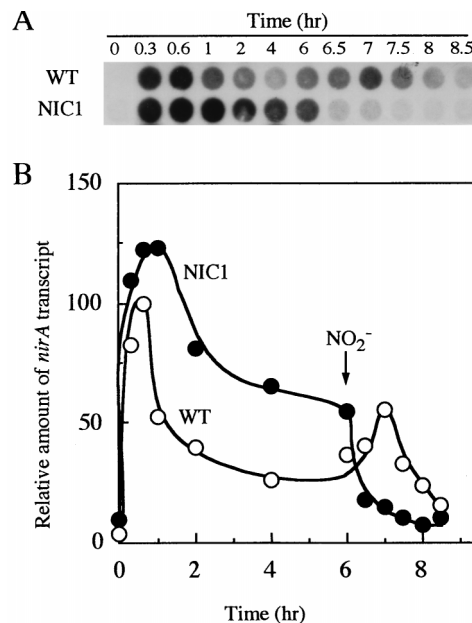 A
Time (hr)
0 0.3 0.6 1 2 4 6 6.5 7 7.5 8 8.5
WT
NIC1
B
150
100
50
0
Relative amount of nirA transcript
NIC1
WT
NO₂⁻
0 2 4 6 8
Time (hr)